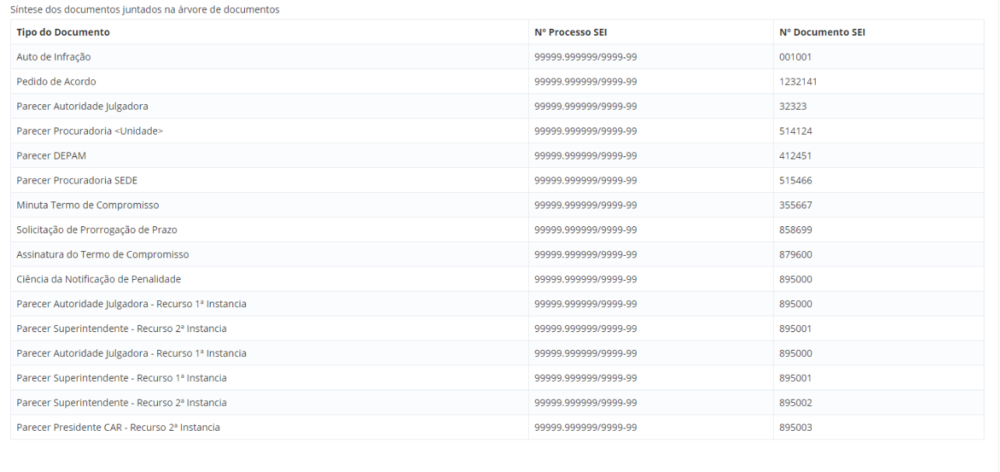 Síntese dos documentos juntados na árvore de documentos
Tipo do Documento Nº Processo SEI Nº Documento SEI
Auto de Infração 99999.999999/9999-99 001001
Pedido de Acordo 99999.999999/9999-99 1232141
Parecer Autoridade Julgadora 99999.999999/9999-99 32323
Parecer Procuradoria <Unidade> 99999.999999/9999-99 514124
Parecer DEPAM 99999.999999/9999-99 412451
Parecer Procuradoria SEDE 99999.999999/9999-99 515466
Minuta Termo de Compromisso 99999.999999/9999-99 355667
Solicitação de Prorrogação de Prazo 99999.999999/9999-99 858699
Assinatura do Termo de Compromisso 99999.999999/9999-99 879600
Ciência da Notificação de Penalidade 99999.999999/9999-99 895000
Parecer Autoridade Julgadora - Recurso 1ª Instancia 99999.999999/9999-99 895000
Parecer Superintendente - Recurso 2ª Instancia 99999.999999/9999-99 895001
Parecer Autoridade Julgadora - Recurso 1ª Instancia 99999.999999/9999-99 895000
Parecer Superintendente - Recurso 1ª Instancia 99999.999999/9999-99 895001
Parecer Superintendente - Recurso 2ª Instancia 99999.999999/9999-99 895002
Parecer Presidente CAR - Recurso 2ª Instancia 99999.999999/9999-99 895003